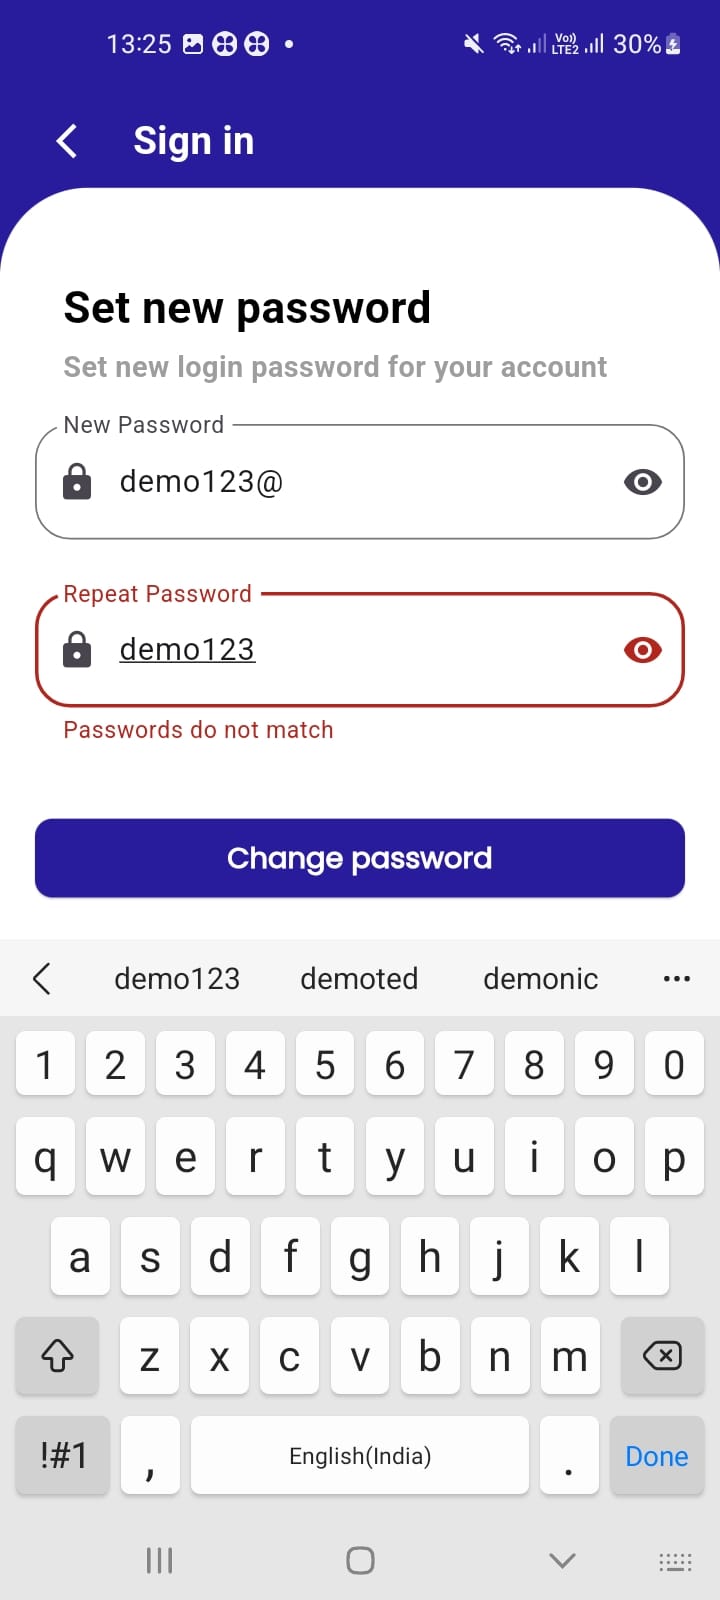 13:25 Vo)) LTE2 30%
Sign in
Set new password
Set new login password for your account
New Password
demo123@
Repeat Password
demo123
Passwords do not match
Change password
demo123 demoted demonic
1 2 3 4 5 6 7 8 9 0
q w e r t y u i o p
a s d f g h j k l
z x c v b n m
!#1 , English(India) . Done